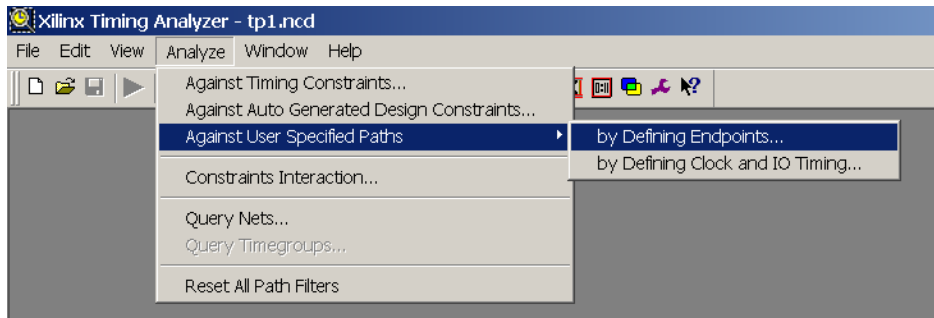 Xilinx Timing Analyzer - tp1.ncd
File Edit View Analyze Window Help
Against Timing Constraints...
Against Auto Generated Design Constraints...
Against User Specified Paths
by Defining Endpoints...
by Defining Clock and IO Timing...
Constraints Interaction...
Query Nets...
Query Timegroups...
Reset All Path Filters